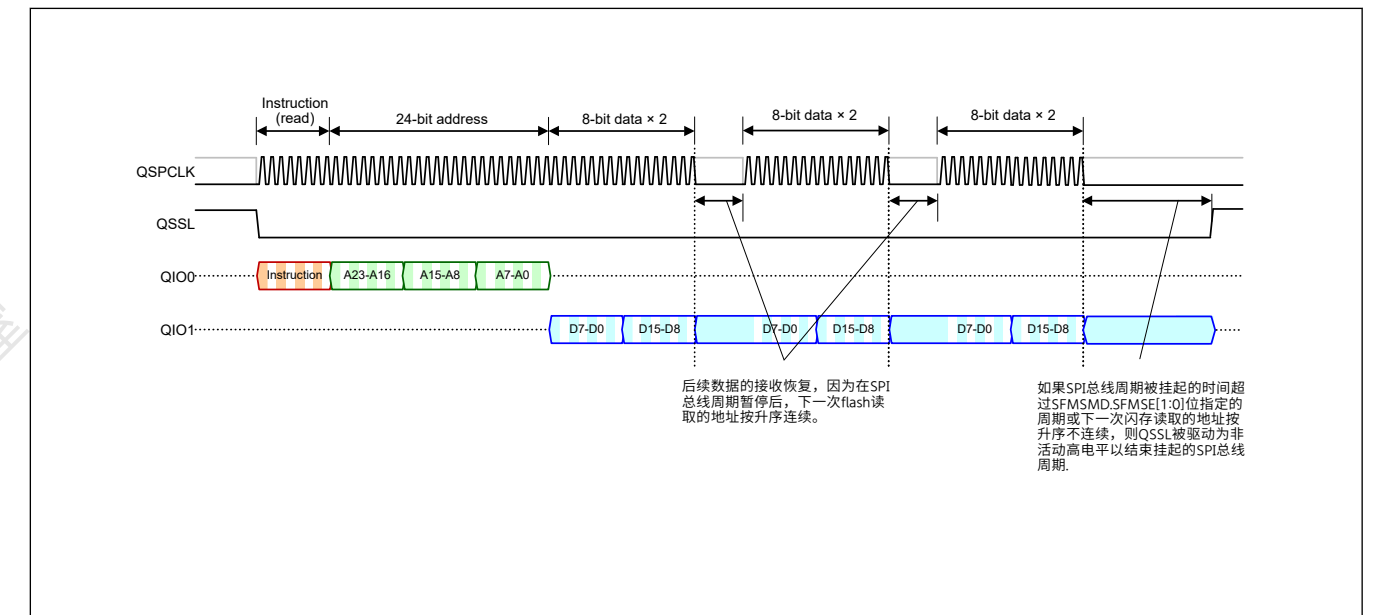 Instruction
(read)
24-bit address
8-bit data × 2
8-bit data × 2
8-bit data × 2
QSPCLK
QSSL
QIO0
Instruction
A23-A16
A15-A8
A7-A0
QIO1
D7-D0
D15-D8
D7-D0
D15-D8
D7-D0
D15-D8
后续数据的接收恢复，因为在SPI
总线周期暂停后，下一次flash读
取的地址按升序连续。
如果SPI总线周期被挂起的时间超
过SFMSMD.SFMSE[1:0]位指定的
周期或下一次闪存读取的地址按
升序不连续，则QSSL被驱动为非
活动高电平以结束挂起的SPI总线
周期.